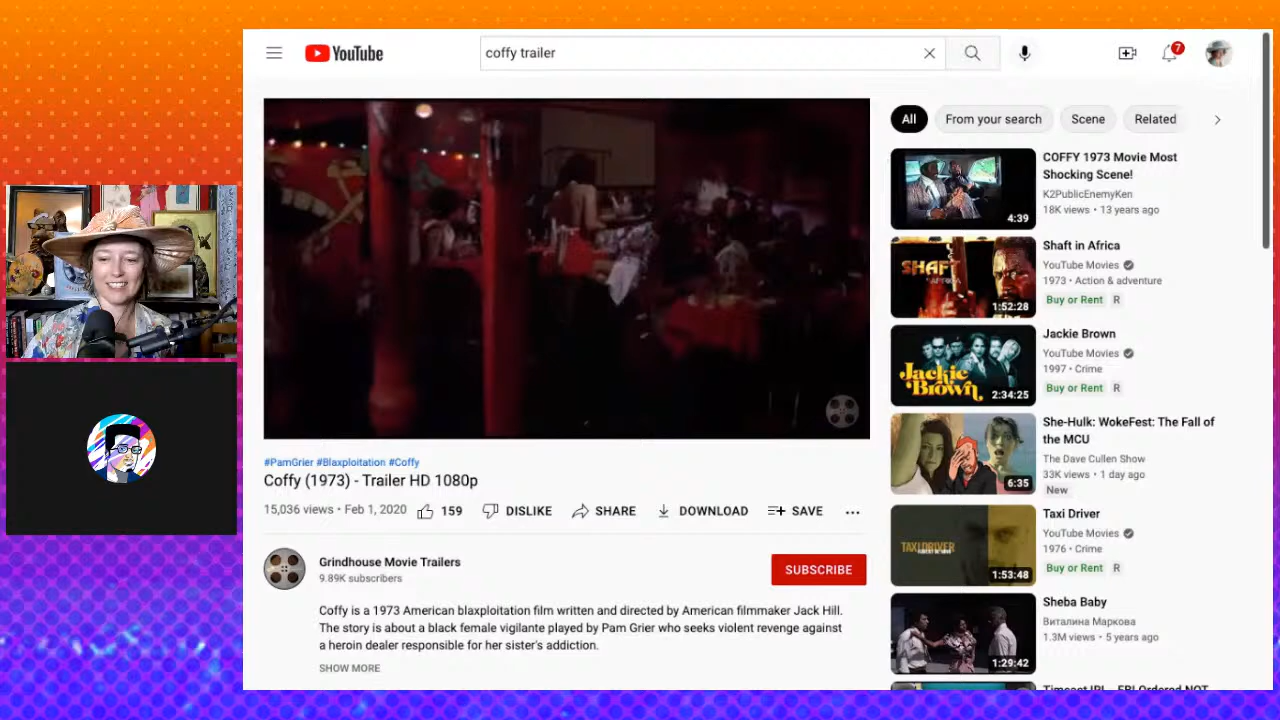 YouTube
coffy trailer
7
All
From your search
Scene
Related
4:39
COFFY 1973 Movie Most
Shocking Scene!
K2PublicEnemyKen
18K views • 13 years ago
SHAFT
1:52:28
Shaft in Africa
YouTube Movies
1973 • Action & adventure
Buy or Rent R
Jackie
Brown
2:34:25
Jackie Brown
YouTube Movies
1997 • Crime
Buy or Rent R
6:35
She-Hulk: WokeFest: The Fall of
the MCU
The Dave Cullen Show
33K views • 1 day ago
New
TAXI DRIVER
1:53:48
Taxi Driver
YouTube Movies
1976 • Crime
Buy or Rent R
1:29:42
Sheba Baby
Виталина Маркова
1.3M views • 5 years ago
#PamGrier #Blaxploitation #Coffy
Coffy (1973) - Trailer HD 1080p
15,036 views • Feb 1, 2020
159
DISLIKE
SHARE
DOWNLOAD
SAVE
Grindhouse Movie Trailers
9.89K subscribers
SUBSCRIBE
Coffy is a 1973 American blaxploitation film written and directed by American filmmaker Jack Hill.
The story is about a black female vigilante played by Pam Grier who seeks violent revenge against
a heroin dealer responsible for her sister's addiction.
SHOW MORE